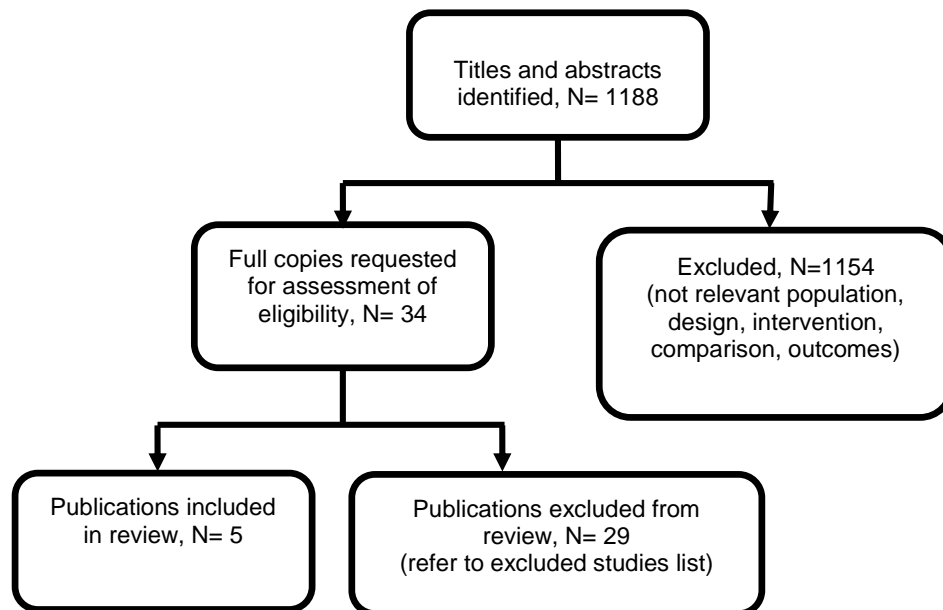 Titles and abstracts
identified, N= 1188
Full copies requested
for assessment of
eligibility, N= 34
Excluded, N=1154
(not relevant population,
design, intervention,
comparison, outcomes)
Publications included
in review, N= 5
Publications excluded from
review, N= 29
(refer to excluded studies list)